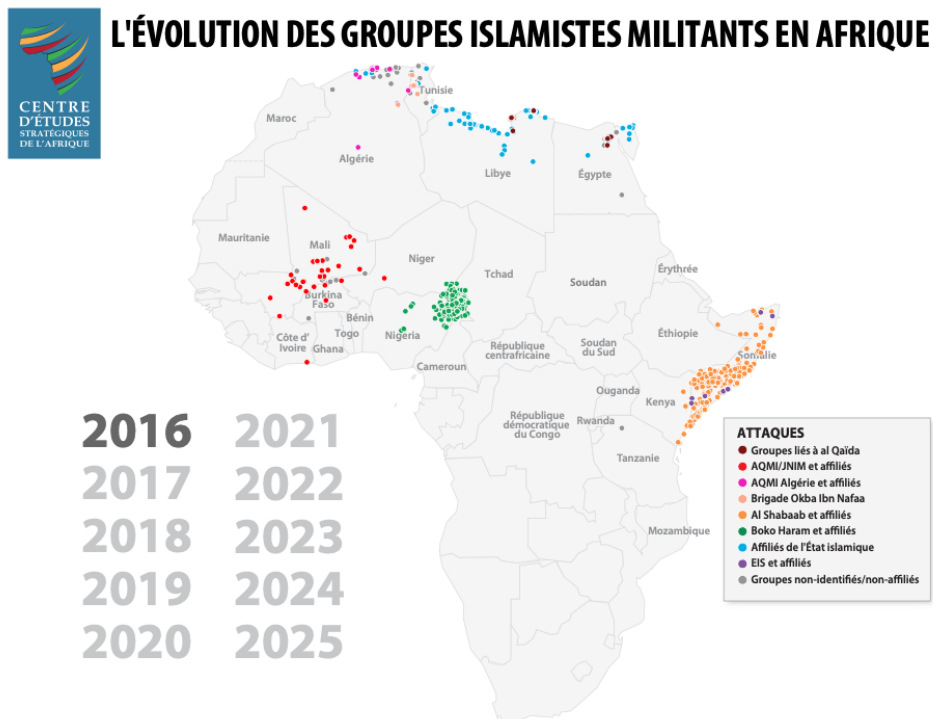 L'ÉVOLUTION DES GROUPES ISLAMISTES MILITANTS EN AFRIQUE
CENTRE
D'ÉTUDES
STRATÉGIQUES
DE L'AFRIQUE
Tunisie
Maroc
Algérie
Libye
Égypte
Mauritanie
Mali
Niger
Tchad
Soudan
Érythrée
Burkina
Faso
Bénin
Togo
Côte d'
Ivoire
Ghana
Nigeria
Cameroun
République
centrafricaine
Soudan
du Sud
Éthiopie
Somalie
Ouganda
Kenya
Rwanda
République
démocratique
du Congo
Tanzanie
Mozambique
2016
2017
2018
2019
2020
2021
2022
2023
2024
2025
ATTAQUES
Groupes liés à al Qaïda
AQMI/JNIM et affiliés
AQMI Algérie et affiliés
Brigade Okba Ibn Nafaa
Al Shabaab et affiliés
Boko Haram et affiliés
Affiliés de l'État islamique
EIS et affiliés
Groupes non-identifiés/non-affiliés